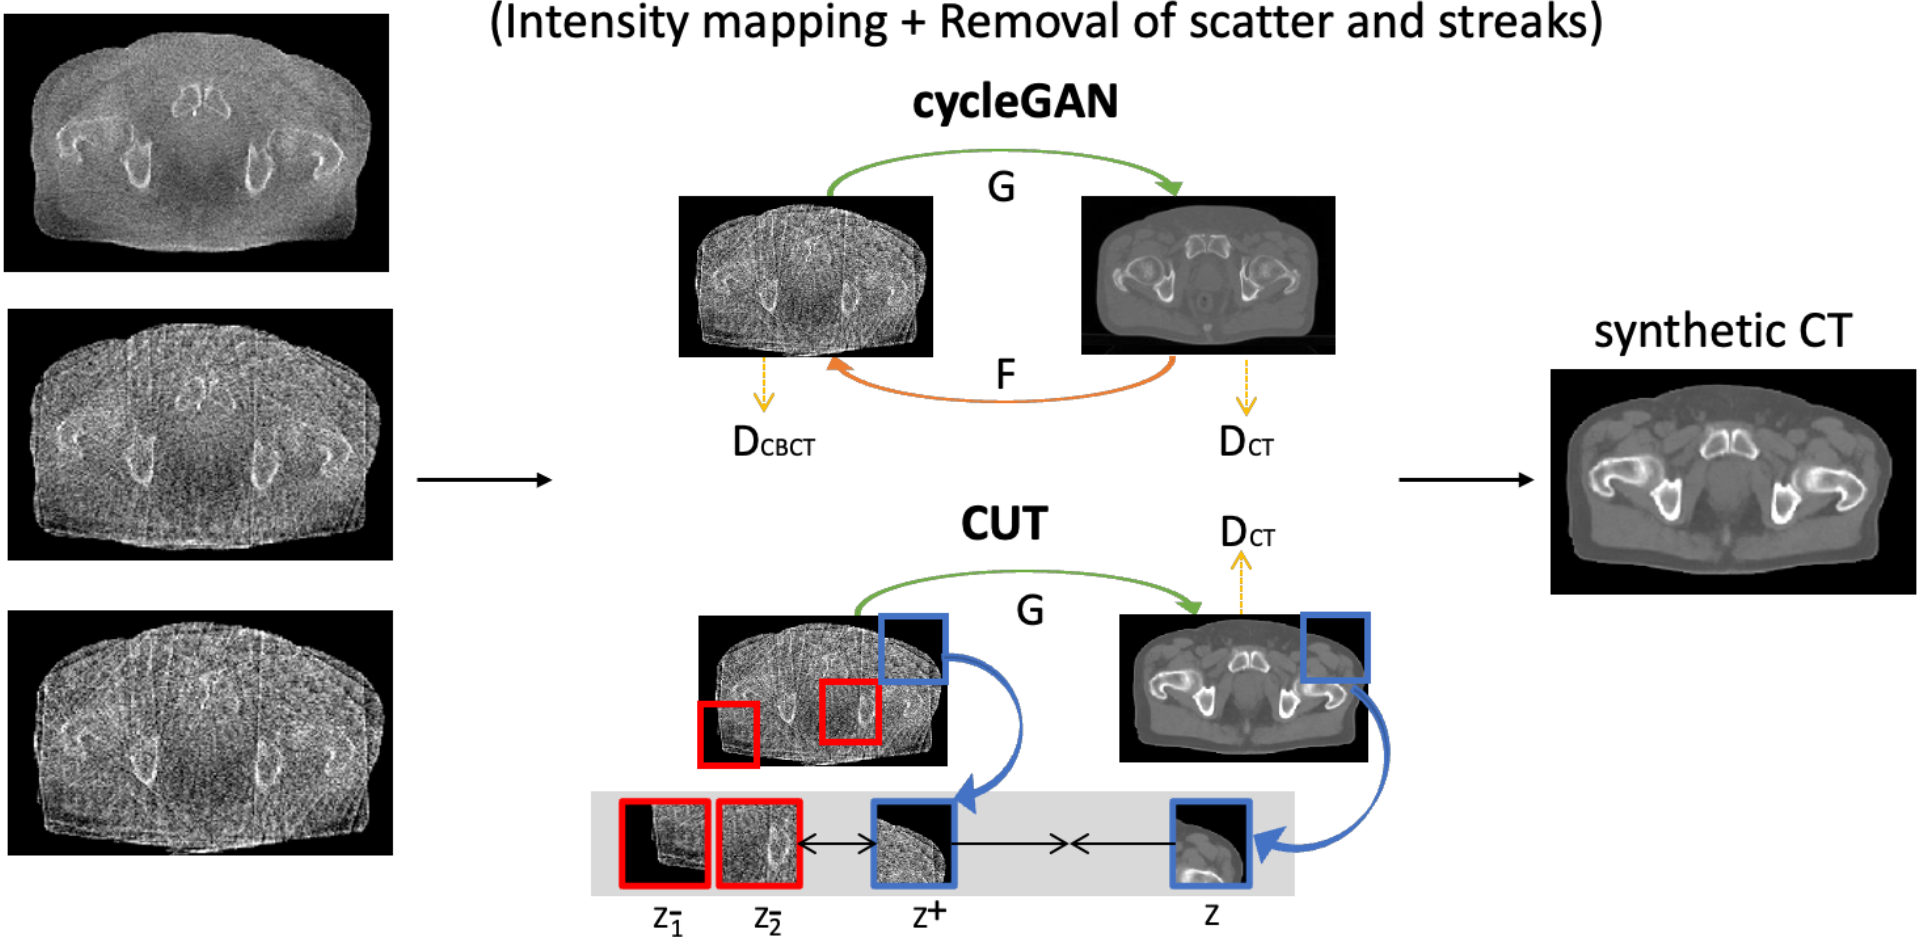 (Intensity mapping + Removal of scatter and streaks)
cycleGAN
G
F
DCBCT
DCT
synthetic CT
CUT
DCT
G
z1̄ z2̄ z+ z